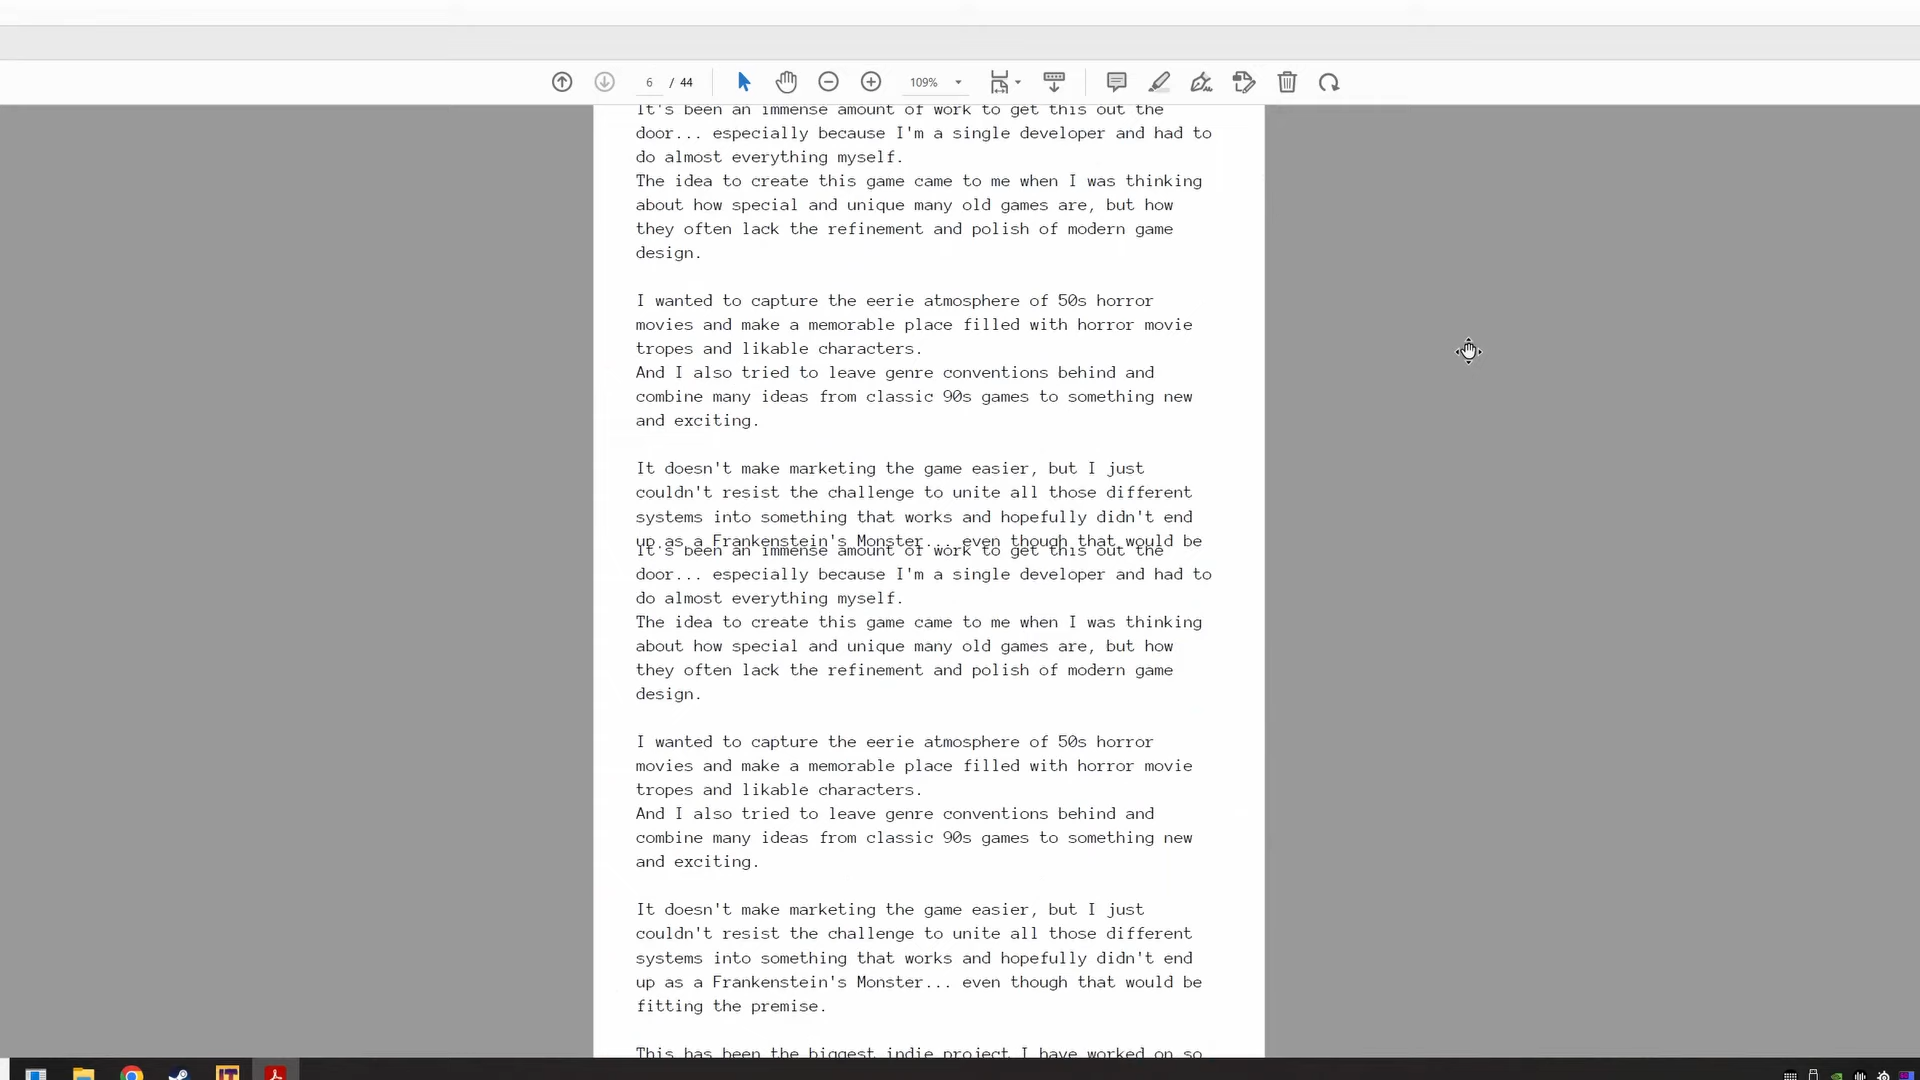 6 / 44
109%
It's been an immense amount of work to get this out the
door... especially because I'm a single developer and had to
do almost everything myself.
The idea to create this game came to me when I was thinking
about how special and unique many old games are, but how
they often lack the refinement and polish of modern game
design.
I wanted to capture the eerie atmosphere of 50s horror
movies and make a memorable place filled with horror movie
tropes and likable characters.
And I also tried to leave genre conventions behind and
combine many ideas from classic 90s games to something new
and exciting.
It doesn't make marketing the game easier, but I just
couldn't resist the challenge to unite all those different
systems into something that works and hopefully didn't end
up as a Frankenstein's Monster... even though that would be
It's been an immense amount of work to get this out the
door... especially because I'm a single developer and had to
do almost everything myself.
The idea to create this game came to me when I was thinking
about how special and unique many old games are, but how
they often lack the refinement and polish of modern game
design.
I wanted to capture the eerie atmosphere of 50s horror
movies and make a memorable place filled with horror movie
tropes and likable characters.
And I also tried to leave genre conventions behind and
combine many ideas from classic 90s games to something new
and exciting.
It doesn't make marketing the game easier, but I just
couldn't resist the challenge to unite all those different
systems into something that works and hopefully didn't end
up as a Frankenstein's Monster... even though that would be
fitting the premise.
This has been the biggest indie project I have worked on so
IT